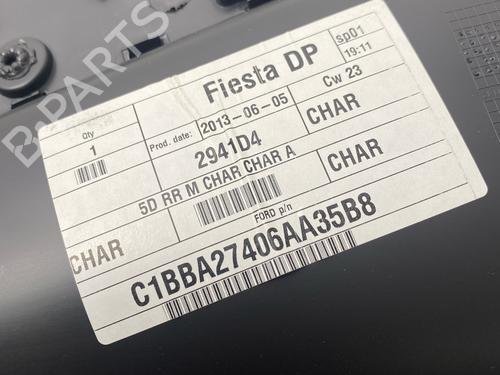 B-PARTS
Fiesta DP
sp01
19:11
Qty
1
Prod. date:
2013-06-05
Cw 23
2941D4
CHAR
5D RR M CHAR CHAR A
CHAR
CHAR
FORD p/n
C1BBA27406AA35B8